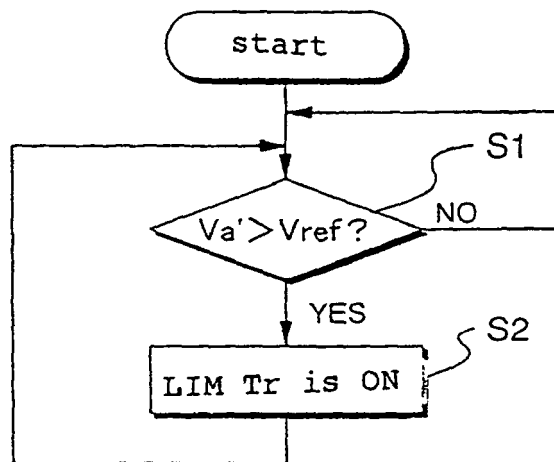 start
S1
Va'>Vref?
NO
YES
S2
LIM Tr is ON